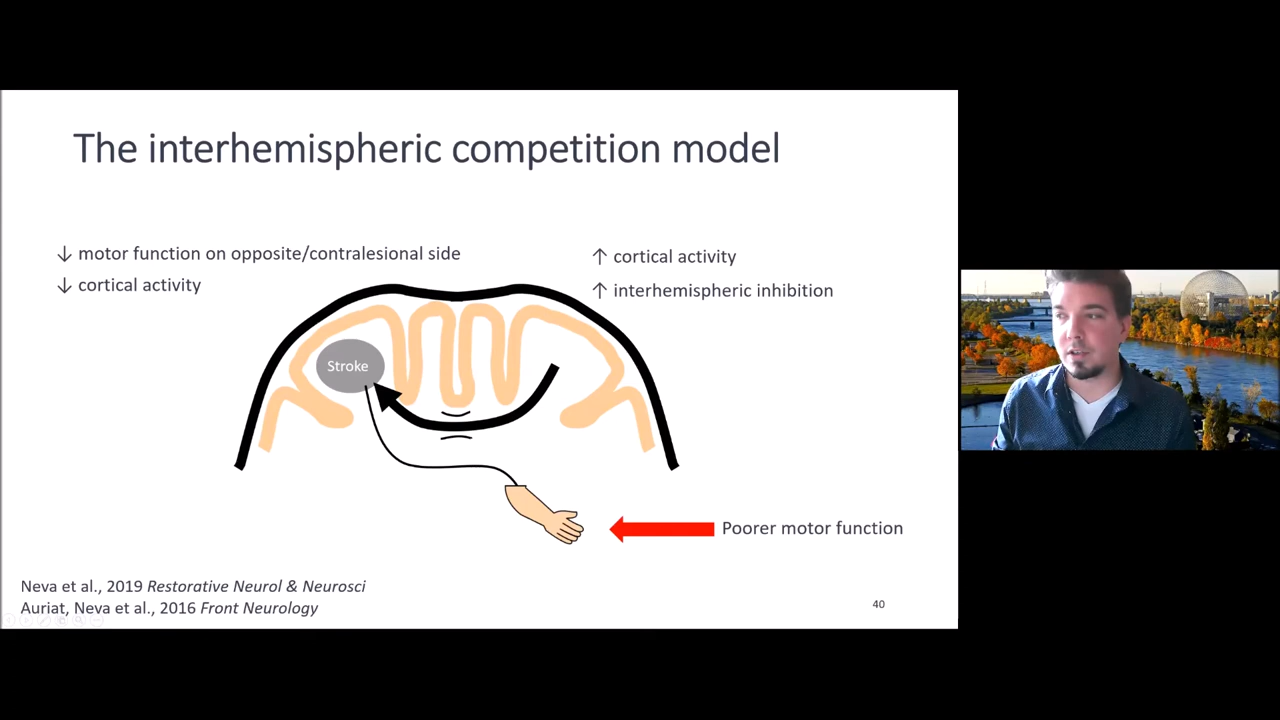 The interhemispheric competition model
↓ motor function on opposite/contralesional side
↓ cortical activity
↑ cortical activity
↑ interhemispheric inhibition
Stroke
Poorer motor function
Neva et al., 2019 Restorative Neurol & Neurosci
Auriat, Neva et al., 2016 Front Neurology
40